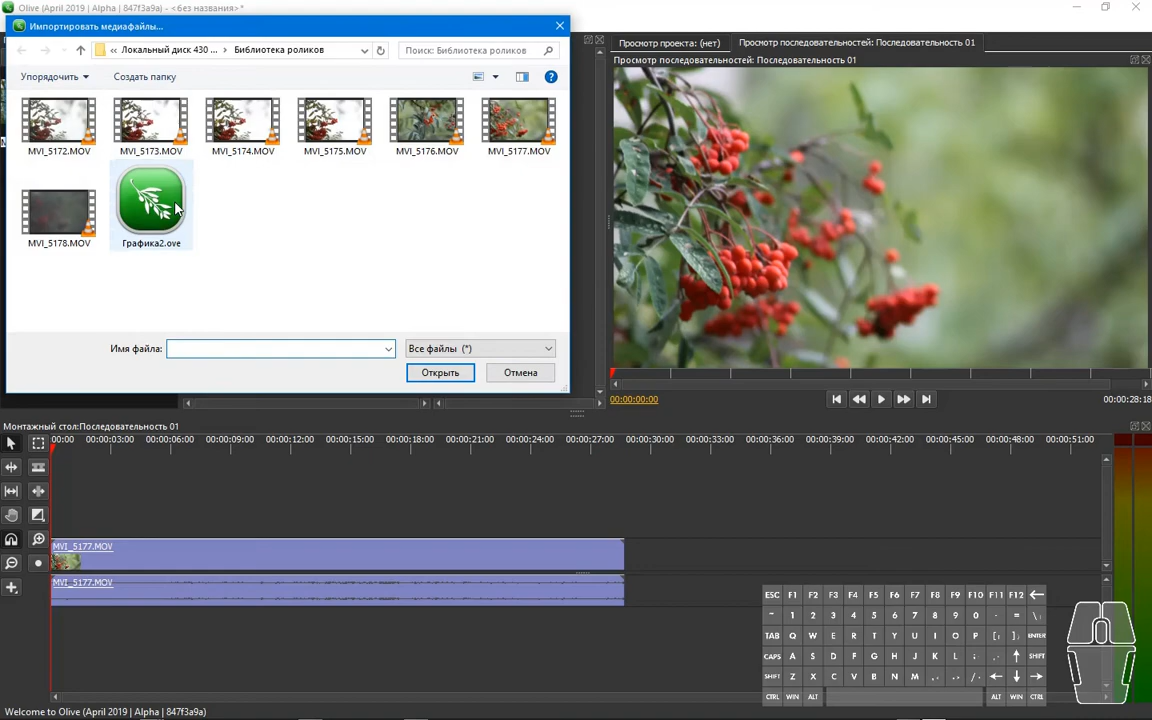 Olive (April 2019 | Alpha | 847f3a9a) - <без названия>*
Импортировать медиафайлы...
Локальный диск 430 ... › Библиотека роликов
Поиск: Библиотека роликов
Упорядочить
Создать папку
MVI_5172.MOV
MVI_5173.MOV
MVI_5174.MOV
MVI_5175.MOV
MVI_5176.MOV
MVI_5177.MOV
MVI_5178.MOV
Графика2.ove
Имя файла:
Все файлы (*)
Открыть
Отмена
Просмотр проекта: (нет)
Просмотр последовательностей: Последовательность 01
Просмотр последовательностей: Последовательность 01
00:00:00:00
00:00:28:18
Монтажный стол:Последовательность 01
00:00 00:00:03:00 00:00:06:00 00:00:09:00 00:00:12:00 00:00:15:00 00:00:18:00 00:00:21:00 00:00:24:00 00:00:27:00 00:00:30:00 00:00:33:00 00:00:36:00 00:00:39:00 00:00:42:00 00:00:45:00 00:00:48:00 00:00:51:00
MVI_5177.MOV
MVI_5177.MOV
ESC F1 F2 F3 F4 F5 F6 F7 F8 F9 F10 F11 F12
~ 1 2 3 4 5 6 7 8 9 0 - = \
TAB Q W E R T Y U I O P [ ] ENTER
CAPS A S D F G H J K L SHIFT
SHIFT Z X C V B N M /
CTRL WIN ALT ALT WIN CTRL
Welcome to Olive (April 2019 | Alpha | 847f3a9a)